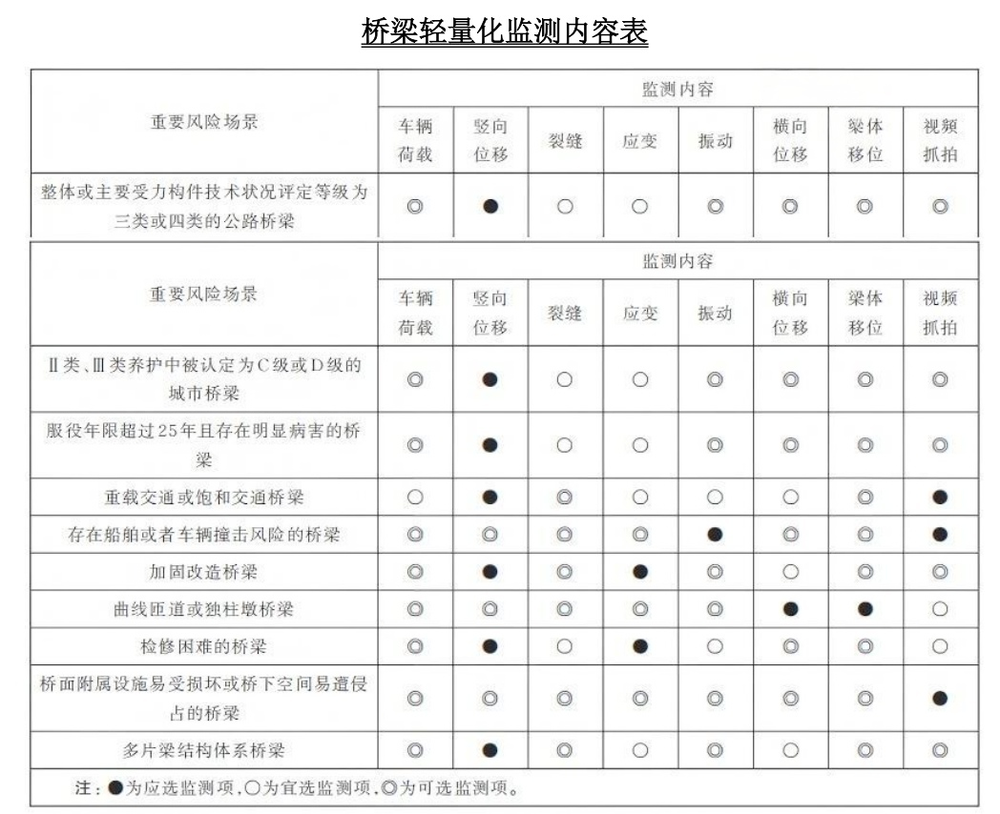 桥梁轻量化监测内容表
重要风险场景
监测内容
车辆荷载 竖向位移 裂缝 应变 振动 横向位移 梁体移位 视频抓拍
整体或主要受力构件技术状况评定等级为
三类或四类的公路桥梁
◎ ● ○ ○ ◎ ◎ ◎ ◎
重要风险场景
监测内容
车辆荷载 竖向位移 裂缝 应变 振动 横向位移 梁体移位 视频抓拍
Ⅱ类、Ⅲ类养护中被认定为C级或D级的
城市桥梁
◎ ● ○ ○ ◎ ◎ ◎ ◎
服役年限超过25年且存在明显病害的桥
梁
◎ ● ○ ○ ◎ ◎ ◎ ◎
重载交通或饱和交通桥梁 ○ ● ◎ ○ ○ ○ ◎ ●
存在船舶或者车辆撞击风险的桥梁 ◎ ◎ ◎ ◎ ● ◎ ◎ ●
加固改造桥梁 ◎ ● ◎ ● ◎ ○ ◎ ◎
曲线匝道或独柱墩桥梁 ◎ ◎ ◎ ◎ ◎ ● ● ○
检修困难的桥梁 ◎ ● ○ ● ○ ◎ ◎ ○
桥面附属设施易受损坏或桥下空间易遭侵
占的桥梁
◎ ◎ ◎ ◎ ◎ ◎ ◎ ●
多片梁结构体系桥梁 ◎ ● ◎ ○ ◎ ○ ◎ ◎
注:●为应选监测项,○为宜选监测项,◎为可选监测项。